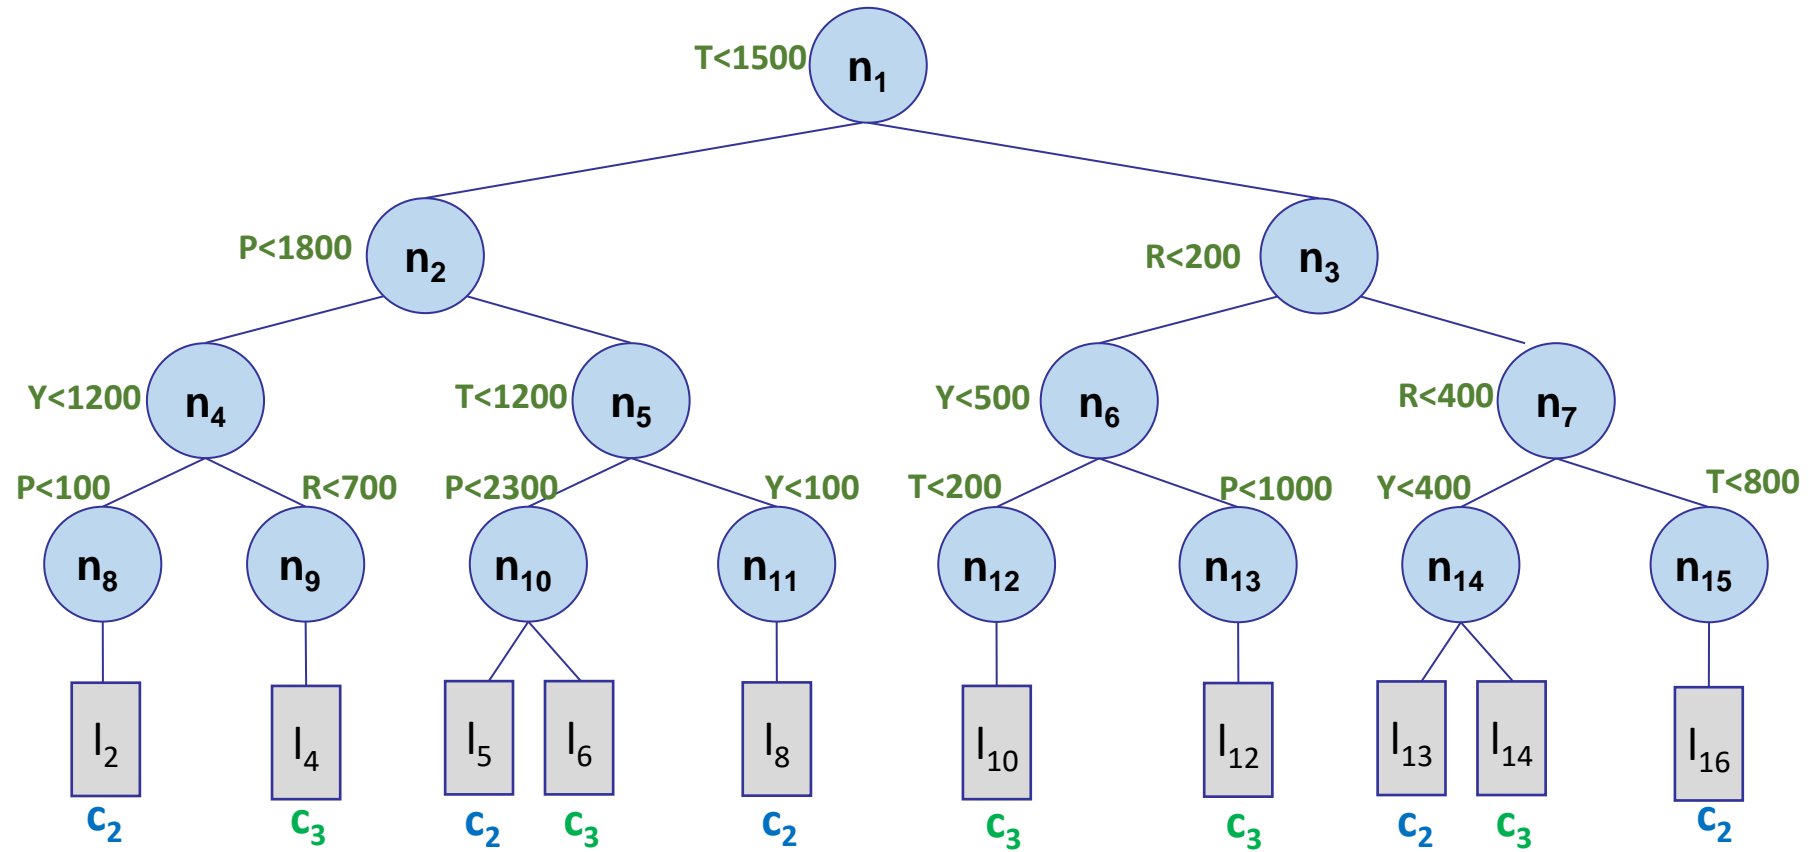 T<1500 n₁
P<1800 n₂ R<200 n₃
Y<1200 n₄ T<1200 n₅ Y<500 n₆ R<400 n₇
P<100 R<700 P<2300 Y<100 T<200 P<1000 Y<400 T<800
n₈ n₉ n₁₀ n₁₁ n₁₂ n₁₃ n₁₄ n₁₅
l₂ l₄ l₅ l₆ l₈ l₁₀ l₁₂ l₁₃ l₁₄ l₁₆
c₂ c₃ c₂ c₃ c₂ c₃ c₃ c₂ c₃ c₂